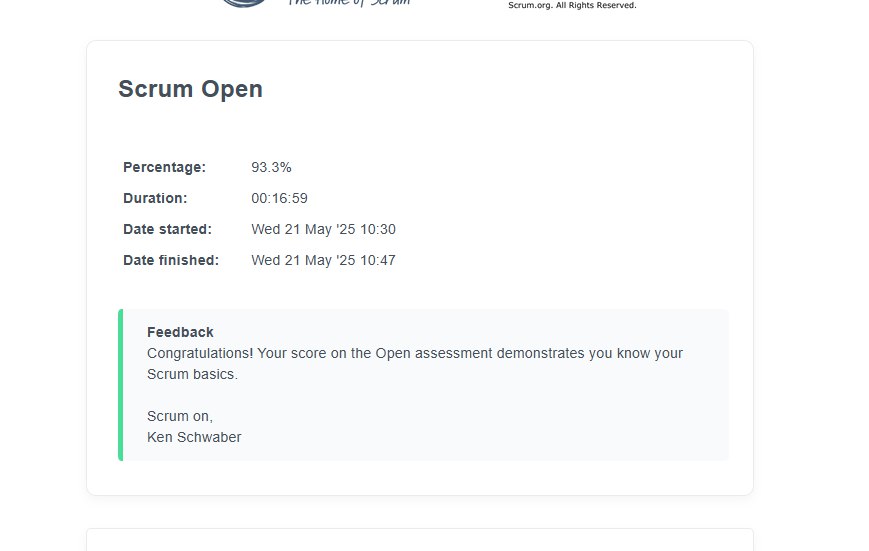 The Home of Scrum
Scrum.org. All Rights Reserved.
Scrum Open
Percentage: 93.3%
Duration: 00:16:59
Date started: Wed 21 May '25 10:30
Date finished: Wed 21 May '25 10:47
Feedback
Congratulations! Your score on the Open assessment demonstrates you know your
Scrum basics.
Scrum on,
Ken Schwaber